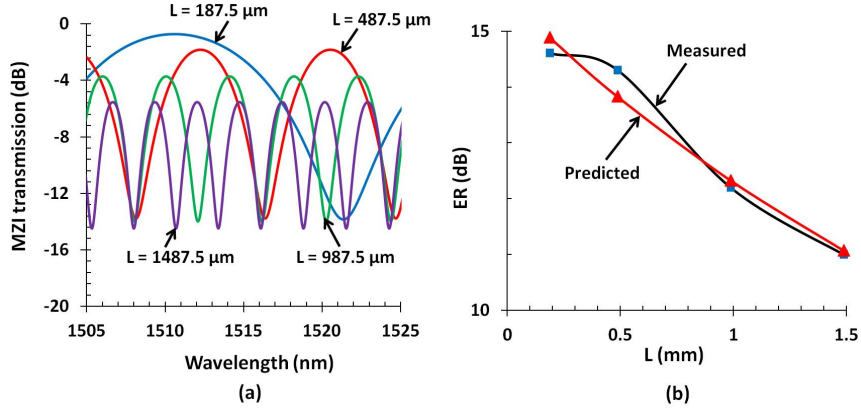 L = 187.5 µm
L = 487.5 µm
0
-4
-8
-12
-16
-20
MZI transmission (dB)
L = 1487.5 µm
L = 987.5 µm
1505
1510
1515
1520
1525
Wavelength (nm)
(a)
15
10
ER (dB)
Measured
Predicted
0
0.5
1
1.5
L (mm)
(b)